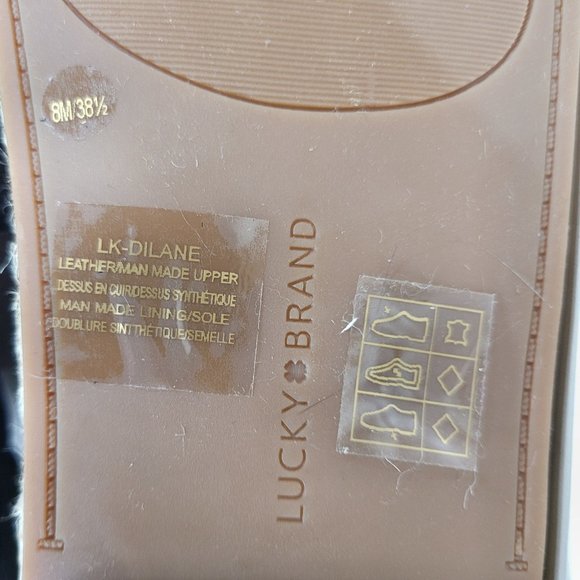 8M/38½
LK-DILANE
LEATHER/MAN MADE UPPER
DESSUS EN CUIR/DESSUS SYNTHÉTIQUE
MAN MADE LINING/SOLE
DOUBLURE SINTTHÉTIQUE/SEMELLE
LUCKY BRAND